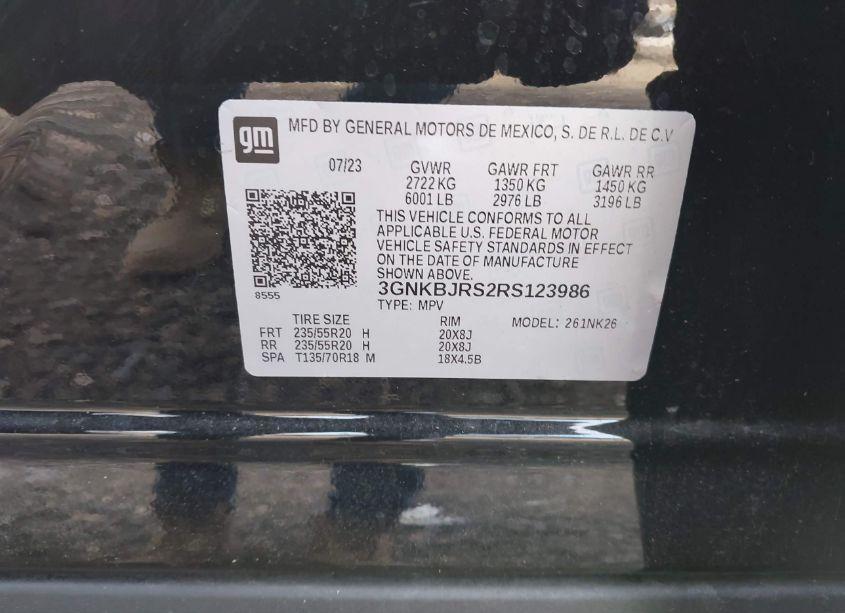 gm MFD BY GENERAL MOTORS DE MEXICO, S. DE R.L. DE C.V
07/23 GVWR GAWR FRT GAWR RR
2722 KG 1350 KG 1450 KG
6001 LB 2976 LB 3196 LB
THIS VEHICLE CONFORMS TO ALL
APPLICABLE U.S. FEDERAL MOTOR
VEHICLE SAFETY STANDARDS IN EFFECT
ON THE DATE OF MANUFACTURE
SHOWN ABOVE.
8555
3GNKBJRS2RS123986
TYPE: MPV
TIRE SIZE RIM MODEL: 261NK26
FRT 235/55R20 H 20X8J
RR 235/55R20 H 20X8J
SPA T135/70R18 M 18X4.5B